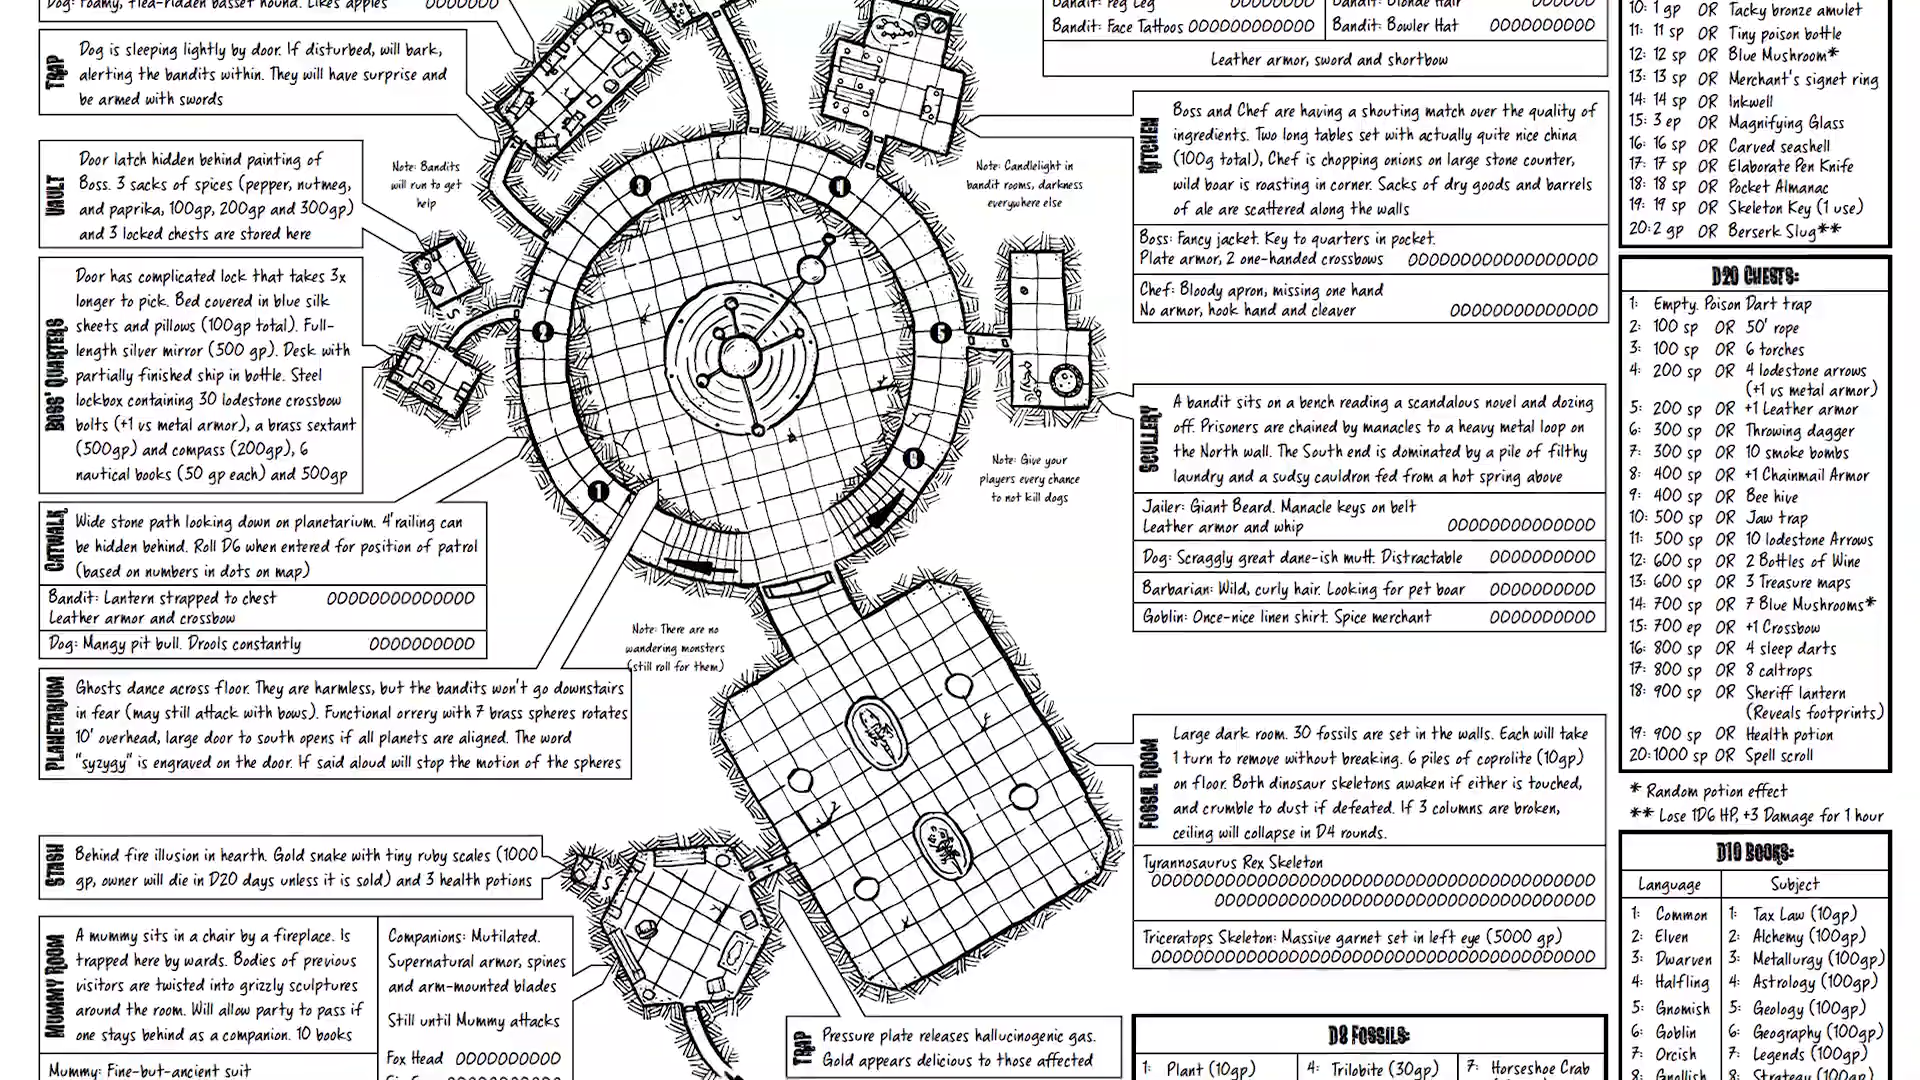 Dog: Foamy, flea-ridden basset hound. Likes apples 0000000
TRAP
Dog is sleeping lightly by door. If disturbed, will bark,
alerting the bandits within. They will have surprise and
be armed with swords
VAULT
Door latch hidden behind painting of
Boss. 3 sacks of spices (pepper, nutmeg,
and paprika, 100gp, 200gp and 300gp)
and 3 locked chests are stored here
BOSS' QUARTERS
Door has complicated lock that takes 3x
longer to pick. Bed covered in blue silk
sheets and pillows (100gp total). Full-
length silver mirror (500 gp). Desk with
partially finished ship in bottle. Steel
lockbox containing 30 lodestone crossbow
bolts (+1 vs metal armor), a brass sextant
(500gp) and compass (200gp), 6
nautical books (50 gp each) and 500gp
CATWALK
Wide stone path looking down on planetarium. 4' railing can
be hidden behind. Roll D6 when entered for position of patrol
(based on numbers in dots on map)
Bandit: Lantern strapped to chest 00000000000000
Leather armor and crossbow
Dog: Mangy pit bull. Drools constantly 0000000000
PLANETARIUM
Ghosts dance across floor. They are harmless, but the bandits won't go downstairs
in fear (may still attack with bows). Functional orrery with 7 brass spheres rotates
10' overhead, large door to south opens if all planets are aligned. The word
"syzygy" is engraved on the door. If said aloud will stop the motion of the spheres
STASH
Behind fire illusion in hearth. Gold snake with tiny ruby scales (1000
gp, owner will die in D20 days unless it is sold) and 3 health potions
MUMMY ROOM
A mummy sits in a chair by a fireplace. Is
trapped here by wards. Bodies of previous
visitors are twisted into grizzly sculptures
around the room. Will allow party to pass if
one stays behind as a companion. 10 books
Mummy: Fine-but-ancient suit
Companions: Mutilated.
Supernatural armor, spines
and arm-mounted blades
Still until Mummy attacks
Fox Head 0000000000
Note: Bandits
will run to get
help
Note: Candlelight in
bandit rooms, darkness
everywhere else
Note: Give your
players every chance
to not kill dogs
Note: There are no
wandering monsters
(still roll for them)
1
2
3
4
5
6
S
S
TRAP
Pressure plate releases hallucinogenic gas.
Gold appears delicious to those affected
Bandit: Peg Leg 00000000
Bandit: Blonde Hair 000000
Bandit: Face Tattoos 000000000000
Bandit: Bowler Hat 0000000000
Leather armor, sword and shortbow
KITCHEN
Boss and Chef are having a shouting match over the quality of
ingredients. Two long tables set with actually quite nice china
(100g total), Chef is chopping onions on large stone counter,
wild boar is roasting in corner. Sacks of dry goods and barrels
of ale are scattered along the walls
Boss: Fancy jacket. Key to quarters in pocket.
Plate armor, 2 one-handed crossbows 000000000000000000
Chef: Bloody apron, missing one hand
No armor, hook hand and cleaver 00000000000000
SCULLERY
A bandit sits on a bench reading a scandalous novel and dozing
off. Prisoners are chained by manacles to a heavy metal loop on
the North wall. The South end is dominated by a pile of filthy
laundry and a sudsy cauldron fed from a hot spring above
Jailer: Giant Beard. Manacle keys on belt
Leather armor and whip 00000000000000
Dog: Scraggly great dane-ish mutt. Distractable 0000000000
Barbarian: Wild, curly hair. Looking for pet boar 0000000000
Goblin: Once-nice linen shirt. Spice merchant 0000000000
FOSSIL ROOM
Large dark room. 30 fossils are set in the walls. Each will take
1 turn to remove without breaking. 6 piles of coprolite (10gp)
on floor. Both dinosaur skeletons awaken if either is touched,
and crumble to dust if defeated. If 3 columns are broken,
ceiling will collapse in D4 rounds.
Tyrannosaurus Rex Skeleton
000000000000000000000000000000000000000000
000000000000000000000000000000000000
Triceratops Skeleton: Massive garnet set in left eye (5000 gp)
000000000000000000000000000000000000000000
D8 FOSSILS:
1: Plant (10gp)
4: Trilobite (30gp)
7: Horseshoe Crab
10: 1 gp OR Tacky bronze amulet
11: 11 sp OR Tiny poison bottle
12: 12 sp OR Blue Mushroom*
13: 13 sp OR Merchant's signet ring
14: 14 sp OR Inkwell
15: 3 ep OR Magnifying Glass
16: 16 sp OR Carved seashell
17: 17 sp OR Elaborate Pen Knife
18: 18 sp OR Pocket Almanac
19: 19 sp OR Skeleton Key (1 use)
20: 2 gp OR Berserk Slug**
D20 CHESTS:
1: Empty. Poison Dart trap
2: 100 sp OR 50' rope
3: 100 sp OR 6 torches
4: 200 sp OR 4 lodestone arrows
(+1 vs metal armor)
5: 200 sp OR +1 Leather armor
6: 300 sp OR Throwing dagger
7: 300 sp OR 10 smoke bombs
8: 400 sp OR +1 Chainmail Armor
9: 400 sp OR Bee hive
10: 500 sp OR Jaw trap
11: 500 sp OR 10 lodestone Arrows
12: 600 sp OR 2 Bottles of Wine
13: 600 sp OR 3 Treasure maps
14: 700 sp OR 7 Blue Mushrooms*
15: 700 ep OR +1 Crossbow
16: 800 sp OR 4 sleep darts
17: 800 sp OR 8 caltrops
18: 900 sp OR Sheriff lantern
(Reveals footprints)
19: 900 sp OR Health potion
20: 1000 sp OR Spell scroll
* Random potion effect
** Lose 1D6 HP, +3 Damage for 1 hour
D10 BOOKS:
Language Subject
1: Common 1: Tax Law (10gp)
2: Elven 2: Alchemy (100gp)
3: Dwarven 3: Metallurgy (100gp)
4: Halfling 4: Astrology (100gp)
5: Gnomish 5: Geology (100gp)
6: Goblin 6: Geography (100gp)
7: Orcish 7: Legends (100gp)
8: Gnollish 8: Strategy (100gp)